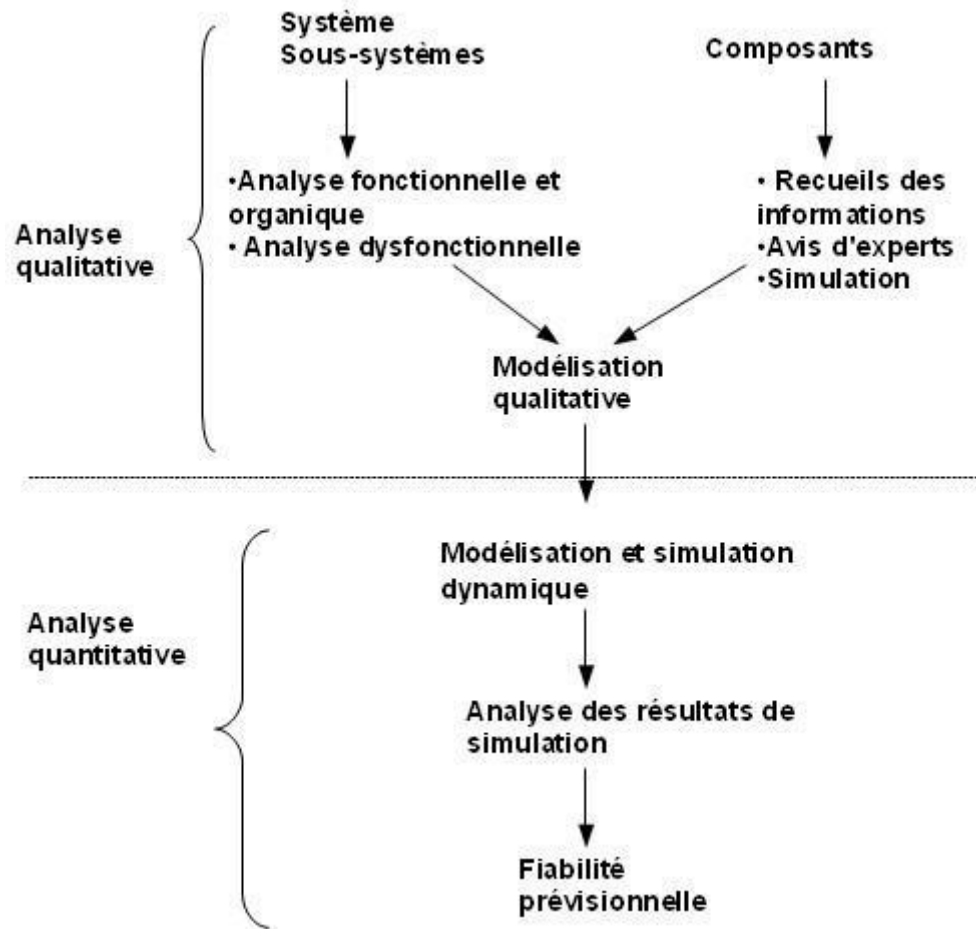 Système
Sous-systèmes
Composants
•Analyse fonctionnelle et
organique
• Analyse dysfonctionnelle
• Recueils des
informations
•Avis d'experts
•Simulation
Analyse
qualitative
Modélisation
qualitative
Modélisation et simulation
dynamique
Analyse
quantitative
Analyse des résultats de
simulation
Fiabilité
prévisionnelle